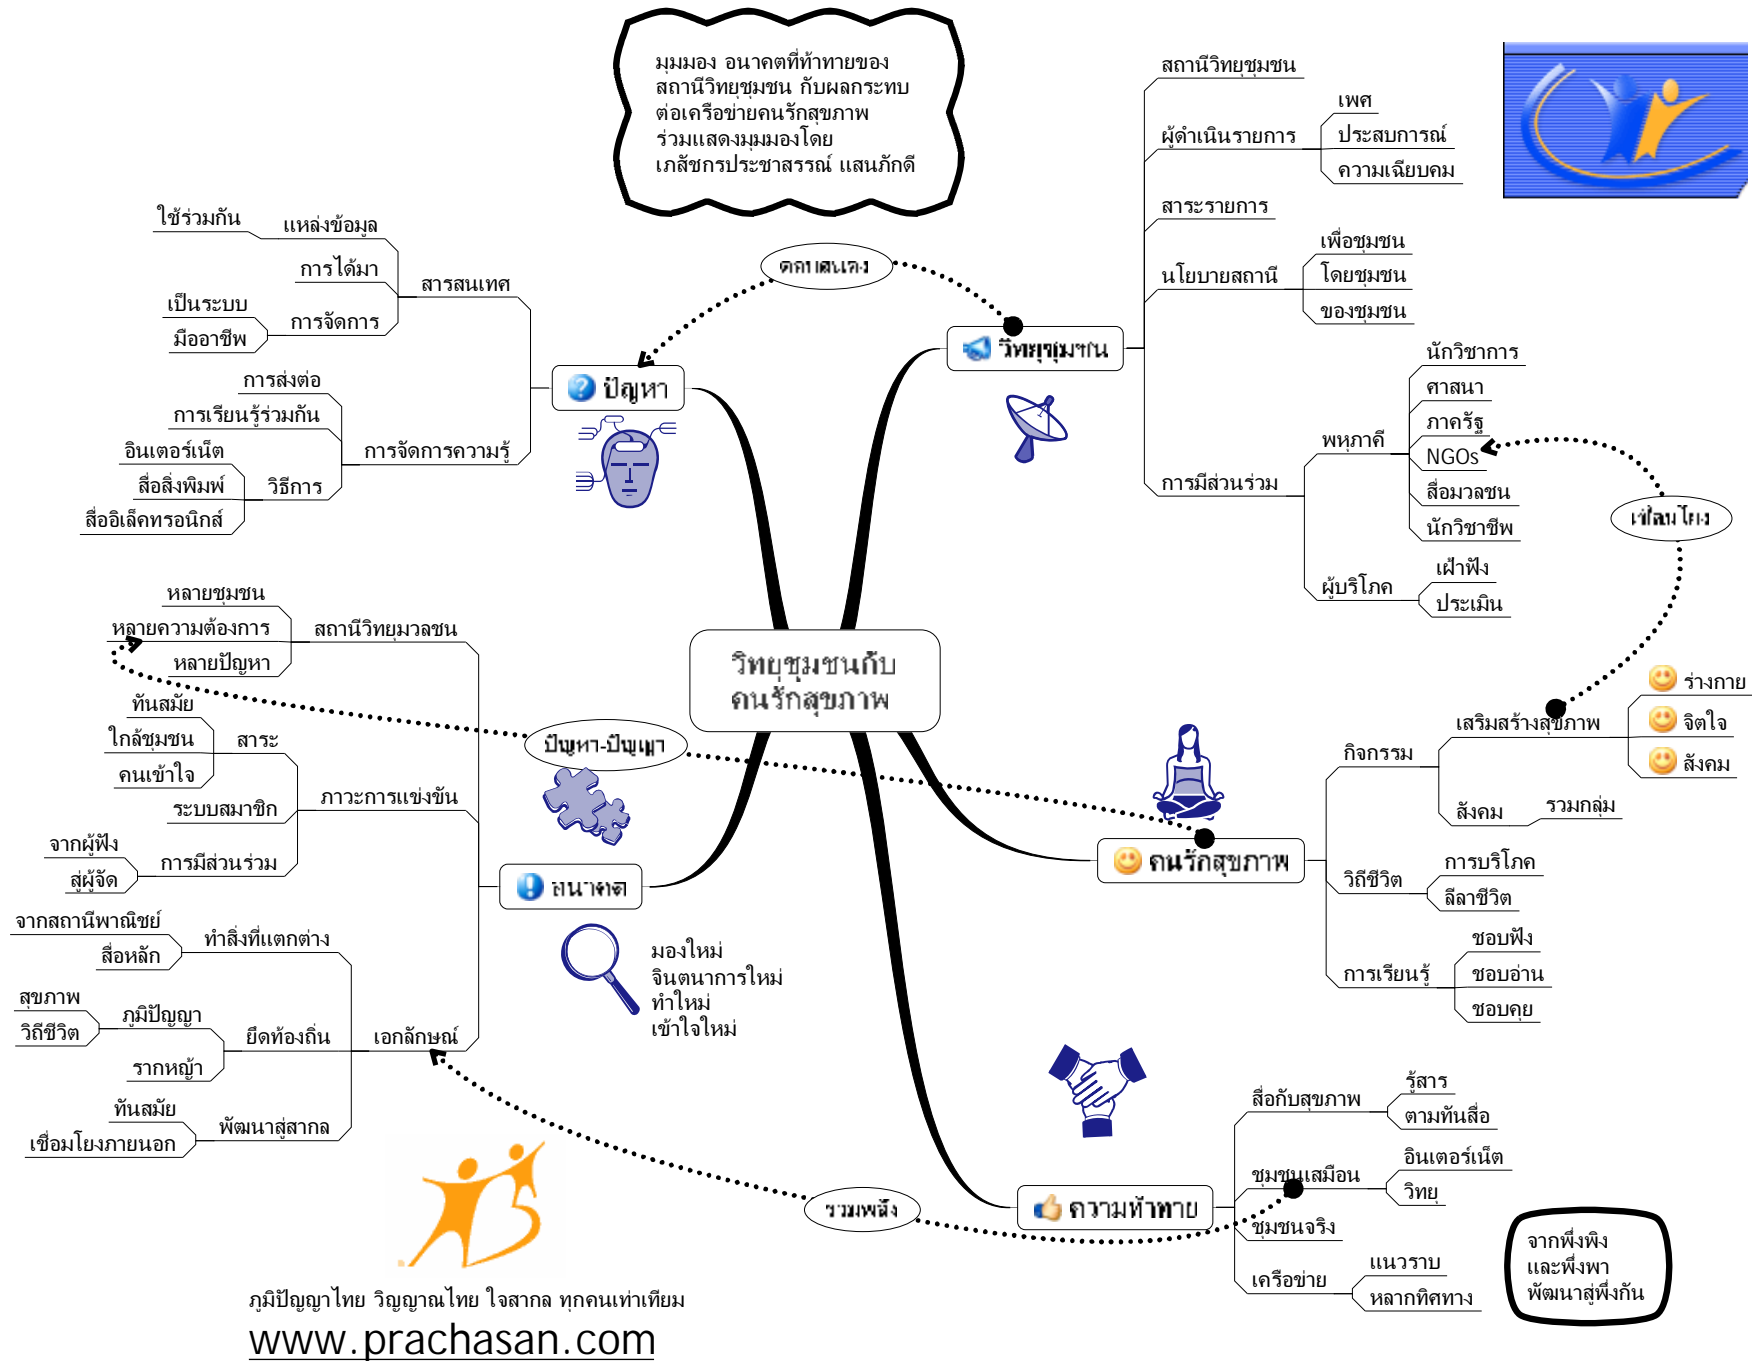 มุมมอง อนาคตที่ท้าทายของ
สถานีวิทยุชุมชน กับผลกระทบ
ต่อเครือข่ายคนรักสุขภาพ
ร่วมแสดงมุมมองโดย
เภสัชกรประชาสรรณ์ แสนภักดี
วิทยุชุมชนกับ
คนรักสุขภาพ
วิทยุชุมชน
สถานีวิทยุชุมชน
ผู้ดำเนินรายการ
เพศ
ประสบการณ์
ความเฉียบคม
สาระรายการ
นโยบายสถานี
เพื่อชุมชน
โดยชุมชน
ของชุมชน
การมีส่วนร่วม
พหุภาคี
นักวิชาการ
ศาสนา
ภาครัฐ
NGOs
สื่อมวลชน
นักวิชาชีพ
ผู้บริโภค
เฝ้าฟัง
ประเมิน
เชื่อมโยง
คนรักสุขภาพ
กิจกรรม
เสริมสร้างสุขภาพ
ร่างกาย
จิตใจ
สังคม
สังคม
รวมกลุ่ม
วิถีชีวิต
การบริโภค
ลีลาชีวิต
การเรียนรู้
ชอบฟัง
ชอบอ่าน
ชอบคุย
ความท้าทาย
สื่อกับสุขภาพ
รู้สาร
ตามทันสื่อ
ชุมชนเสมือน
อินเตอร์เน็ต
วิทยุ
ชุมชนจริง
เครือข่าย
แนวราบ
หลากทิศทาง
จากพึ่งพิง
และพึ่งพา
พัฒนาสู่พึ่งกัน
ตอบสนอง
ปัญหา
สารสนเทศ
แหล่งข้อมูล
ใช้ร่วมกัน
การได้มา
การจัดการ
เป็นระบบ
มืออาชีพ
การจัดการความรู้
การส่งต่อ
การเรียนรู้ร่วมกัน
วิธีการ
อินเตอร์เน็ต
สื่อสิ่งพิมพ์
สื่ออิเล็คทรอนิกส์
ปัญหา-ปัญญา
อนาคต
สถานีวิทยุมวลชน
หลายชุมชน
หลายความต้องการ
หลายปัญหา
ภาวะการแข่งขัน
สาระ
ทันสมัย
ใกล้ชุมชน
คนเข้าใจ
ระบบสมาชิก
การมีส่วนร่วม
จากผู้ฟัง
สู่ผู้จัด
เอกลักษณ์
ทำสิ่งที่แตกต่าง
จากสถานีพาณิชย์
สื่อหลัก
ยึดท้องถิ่น
ภูมิปัญญา
สุขภาพ
วิถีชีวิต
รากหญ้า
พัฒนาสู่สากล
ทันสมัย
เชื่อมโยงภายนอก
มองใหม่
จินตนาการใหม่
ทำใหม่
เข้าใจใหม่
รวมพลัง
ภูมิปัญญาไทย วิญญาณไทย ใจสากล ทุกคนเท่าเทียม
www.prachasan.com